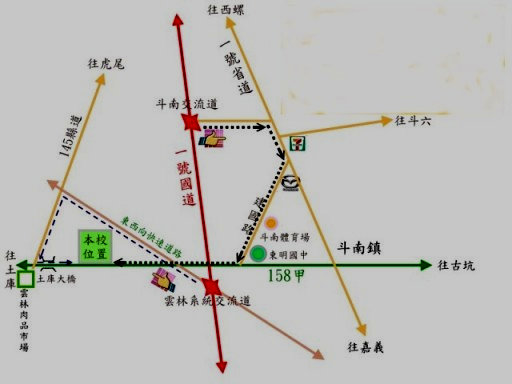 往西螺
一號省道
往虎尾
斗南交流道
往斗六
145縣道
7
一號國道
建國路
東西向快速道路
本校
位置
斗南體育場
斗南鎮
東明國中
往土庫
土庫大橋
158甲
往古坑
雲林系統交流道
雲林肉品市場
往嘉義